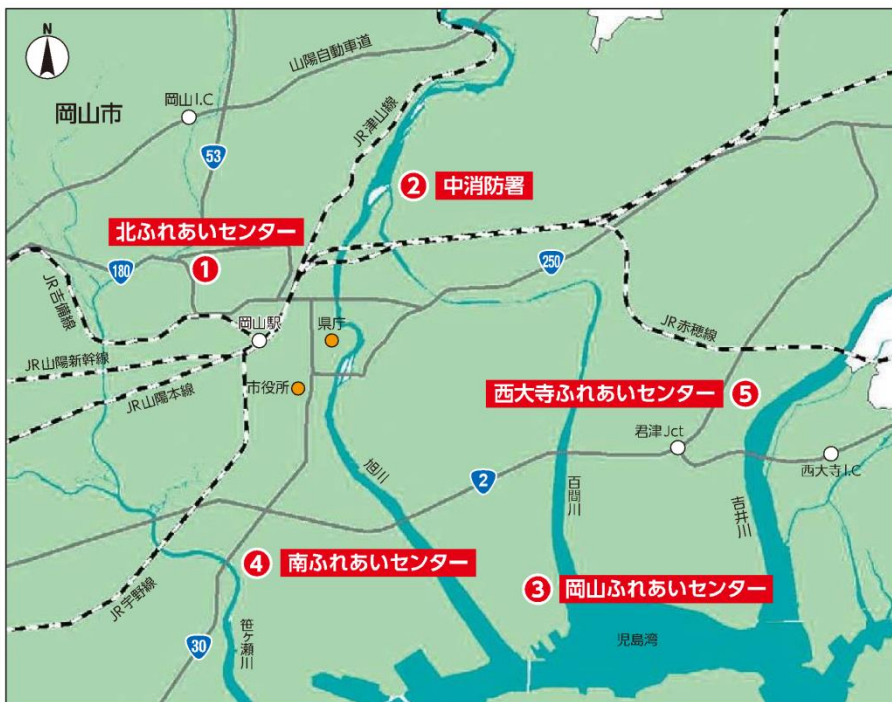 N
山陽自動車道
岡山I.C
岡山市
JR津山線
53
② 中消防署
北ふれあいセンター
180
①
250
JR吉備線
岡山駅
県庁
JR赤穂線
JR山陽新幹線
市役所
JR山陽本線
西大寺ふれあいセンター ⑤
君津Jct
西大寺I.C
旭川
2
百間川
吉井川
④ 南ふれあいセンター
③ 岡山ふれあいセンター
JR宇野線
笹ヶ瀬川
児島湾
30